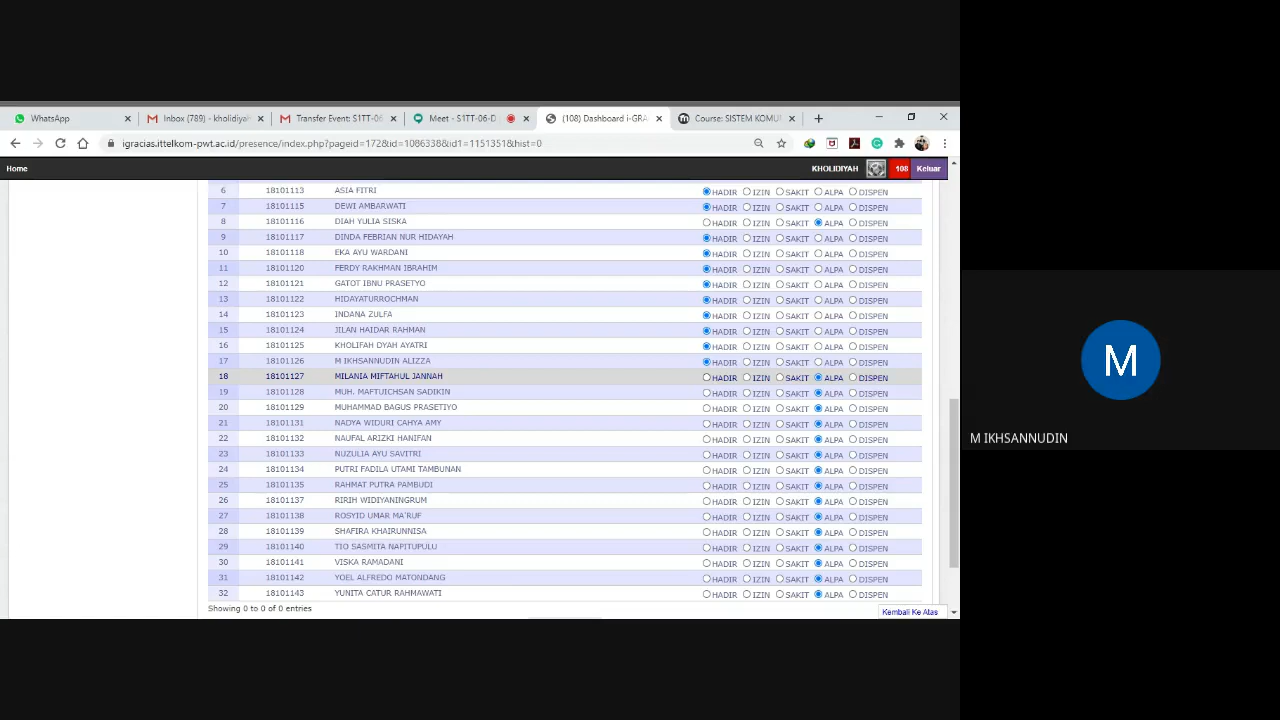 WhatsApp
Inbox (789) - kholidiyah
Transfer Event: S1TT-06
Meet - S1TT-06-D
(108) Dashboard i-GRA
Course: SISTEM KOMU
igracias.ittelkom-pwt.ac.id/presence/index.php?pageid=172&id=1086338&id1=1151351&hist=0
Home KHOLIDIYAH 108 Keluar
6 18101113 ASIA FITRI HADIR IZIN SAKIT ALPA DISPEN
7 18101115 DEWI AMBARWATI HADIR IZIN SAKIT ALPA DISPEN
8 18101116 DIAH YULIA SISKA HADIR IZIN SAKIT ALPA DISPEN
9 18101117 DINDA FEBRIAN NUR HIDAYAH HADIR IZIN SAKIT ALPA DISPEN
10 18101118 EKA AYU WARDANI HADIR IZIN SAKIT ALPA DISPEN
11 18101120 FERDY RAKHMAN IBRAHIM HADIR IZIN SAKIT ALPA DISPEN
12 18101121 GATOT IBNU PRASETYO HADIR IZIN SAKIT ALPA DISPEN
13 18101122 HIDAYATURROCHMAN HADIR IZIN SAKIT ALPA DISPEN
14 18101123 INDANA ZULFA HADIR IZIN SAKIT ALPA DISPEN
15 18101124 JILAN HAIDAR RAHMAN HADIR IZIN SAKIT ALPA DISPEN
16 18101125 KHOLIFAH DYAH AYATRI HADIR IZIN SAKIT ALPA DISPEN
17 18101126 M IKHSANNUDIN ALIZZA HADIR IZIN SAKIT ALPA DISPEN
18 18101127 MILANIA MIFTAHUL JANNAH HADIR IZIN SAKIT ALPA DISPEN
19 18101128 MUH. MAFTUICHSAN SADIKIN HADIR IZIN SAKIT ALPA DISPEN
20 18101129 MUHAMMAD BAGUS PRASETIYO HADIR IZIN SAKIT ALPA DISPEN
21 18101131 NADYA WIDURI CAHYA AMY HADIR IZIN SAKIT ALPA DISPEN
22 18101132 NAUFAL ARIZKI HANIFAN HADIR IZIN SAKIT ALPA DISPEN
23 18101133 NUZULIA AYU SAVITRI HADIR IZIN SAKIT ALPA DISPEN
24 18101134 PUTRI FADILA UTAMI TAMBUNAN HADIR IZIN SAKIT ALPA DISPEN
25 18101135 RAHMAT PUTRA PAMBUDI HADIR IZIN SAKIT ALPA DISPEN
26 18101137 RIRIH WIDIYANINGRUM HADIR IZIN SAKIT ALPA DISPEN
27 18101138 ROSYID UMAR MA'RUF HADIR IZIN SAKIT ALPA DISPEN
28 18101139 SHAFIRA KHAIRUNNISA HADIR IZIN SAKIT ALPA DISPEN
29 18101140 TIO SASMITA NAPITUPULU HADIR IZIN SAKIT ALPA DISPEN
30 18101141 VISKA RAMADANI HADIR IZIN SAKIT ALPA DISPEN
31 18101142 YOEL ALFREDO MATONDANG HADIR IZIN SAKIT ALPA DISPEN
32 18101143 YUNITA CATUR RAHMAWATI HADIR IZIN SAKIT ALPA DISPEN
Showing 0 to 0 of 0 entries
Kembali Ke Atas
M
M IKHSANNUDIN